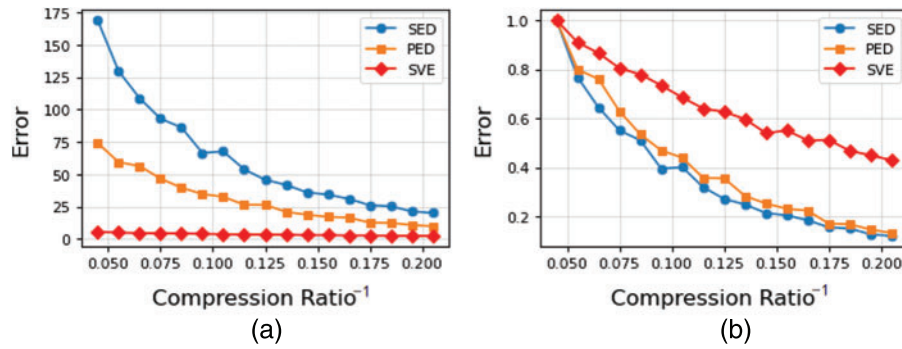 175
150
125
100
75
50
25
0
Error
SED
PED
SVE
0.050 0.075 0.100 0.125 0.150 0.175 0.200
Compression Ratio⁻¹
(a)
1.0
0.8
0.6
0.4
0.2
Error
SED
PED
SVE
0.050 0.075 0.100 0.125 0.150 0.175 0.200
Compression Ratio⁻¹
(b)